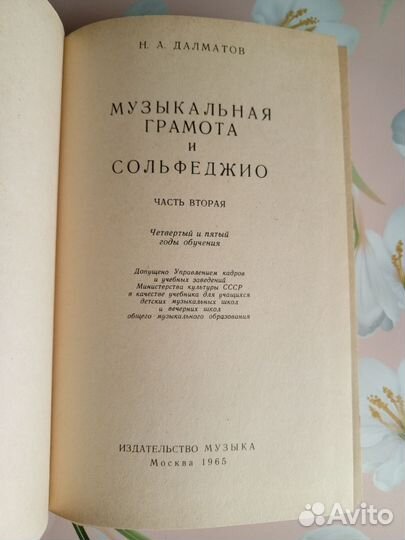 Н. А. ДАЛМАТОВ
МУЗЫКАЛЬНАЯ
ГРАМОТА
И
СОЛЬФЕДЖИО
ЧАСТЬ ВТОРАЯ
Четвертый и пятый
годы обучения
Допущено Управлением кадров
и учебных заведений
Министерства культуры СССР
в качестве учебника для учащихся
детских музыкальных школ
и вечерних школ
общего музыкального образования
ИЗДАТЕЛЬСТВО МУЗЫКА
Москва 1965
Avito